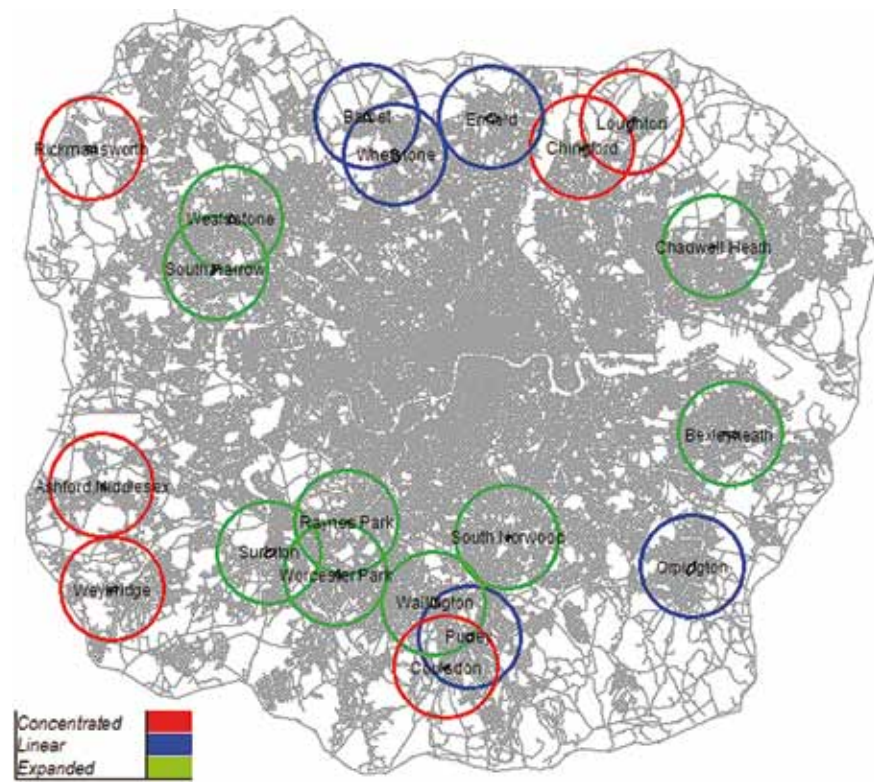 Barnet
Enfield
Loughton
Rickmansworth
Chingford
Whetstone
Wealdstone
Chadwell Heath
South Harrow
Bexleyheath
Ashford Middlesex
Raynes Park
South Norwood
Surbiton
Orpington
Worcester Park
Weybridge
Wallington
Purley
Coulsdon
Concentrated
Linear
Expanded